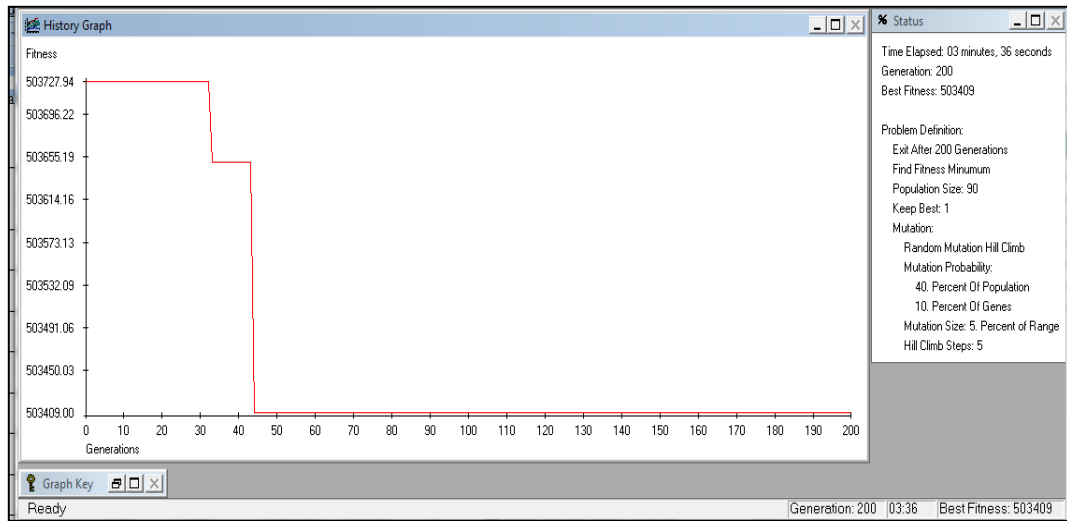 History Graph
Fitness
503727.94
503696.22
503655.19
503614.16
503573.13
503532.09
503491.06
503450.03
503409.00
0 10 20 30 40 50 60 70 80 90 100 110 120 130 140 150 160 170 180 190 200
Generations
Status
Time Elapsed: 03 minutes, 36 seconds
Generation: 200
Best Fitness: 503409
Problem Definition:
Exit After 200 Generations
Find Fitness Minumum
Population Size: 90
Keep Best: 1
Mutation:
Random Mutation Hill Climb
Mutation Probability:
40. Percent Of Population
10. Percent Of Genes
Mutation Size: 5. Percent of Range
Hill Climb Steps: 5
Graph Key
Ready
Generation: 200 03:36 Best Fitness: 503409